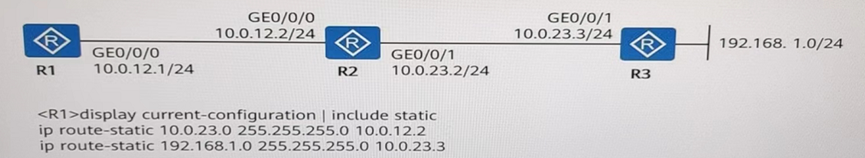 GE0/0/0
10.0.12.2/24
GE0/0/1
10.0.23.3/24
R
R
R
192.168. 1.0/24
GE0/0/0
10.0.12.1/24
GE0/0/1
10.0.23.2/24
R1
R2
R3
<R1>display current-configuration | include static
ip route-static 10.0.23.0 255.255.255.0 10.0.12.2
ip route-static 192.168.1.0 255.255.255.0 10.0.23.3